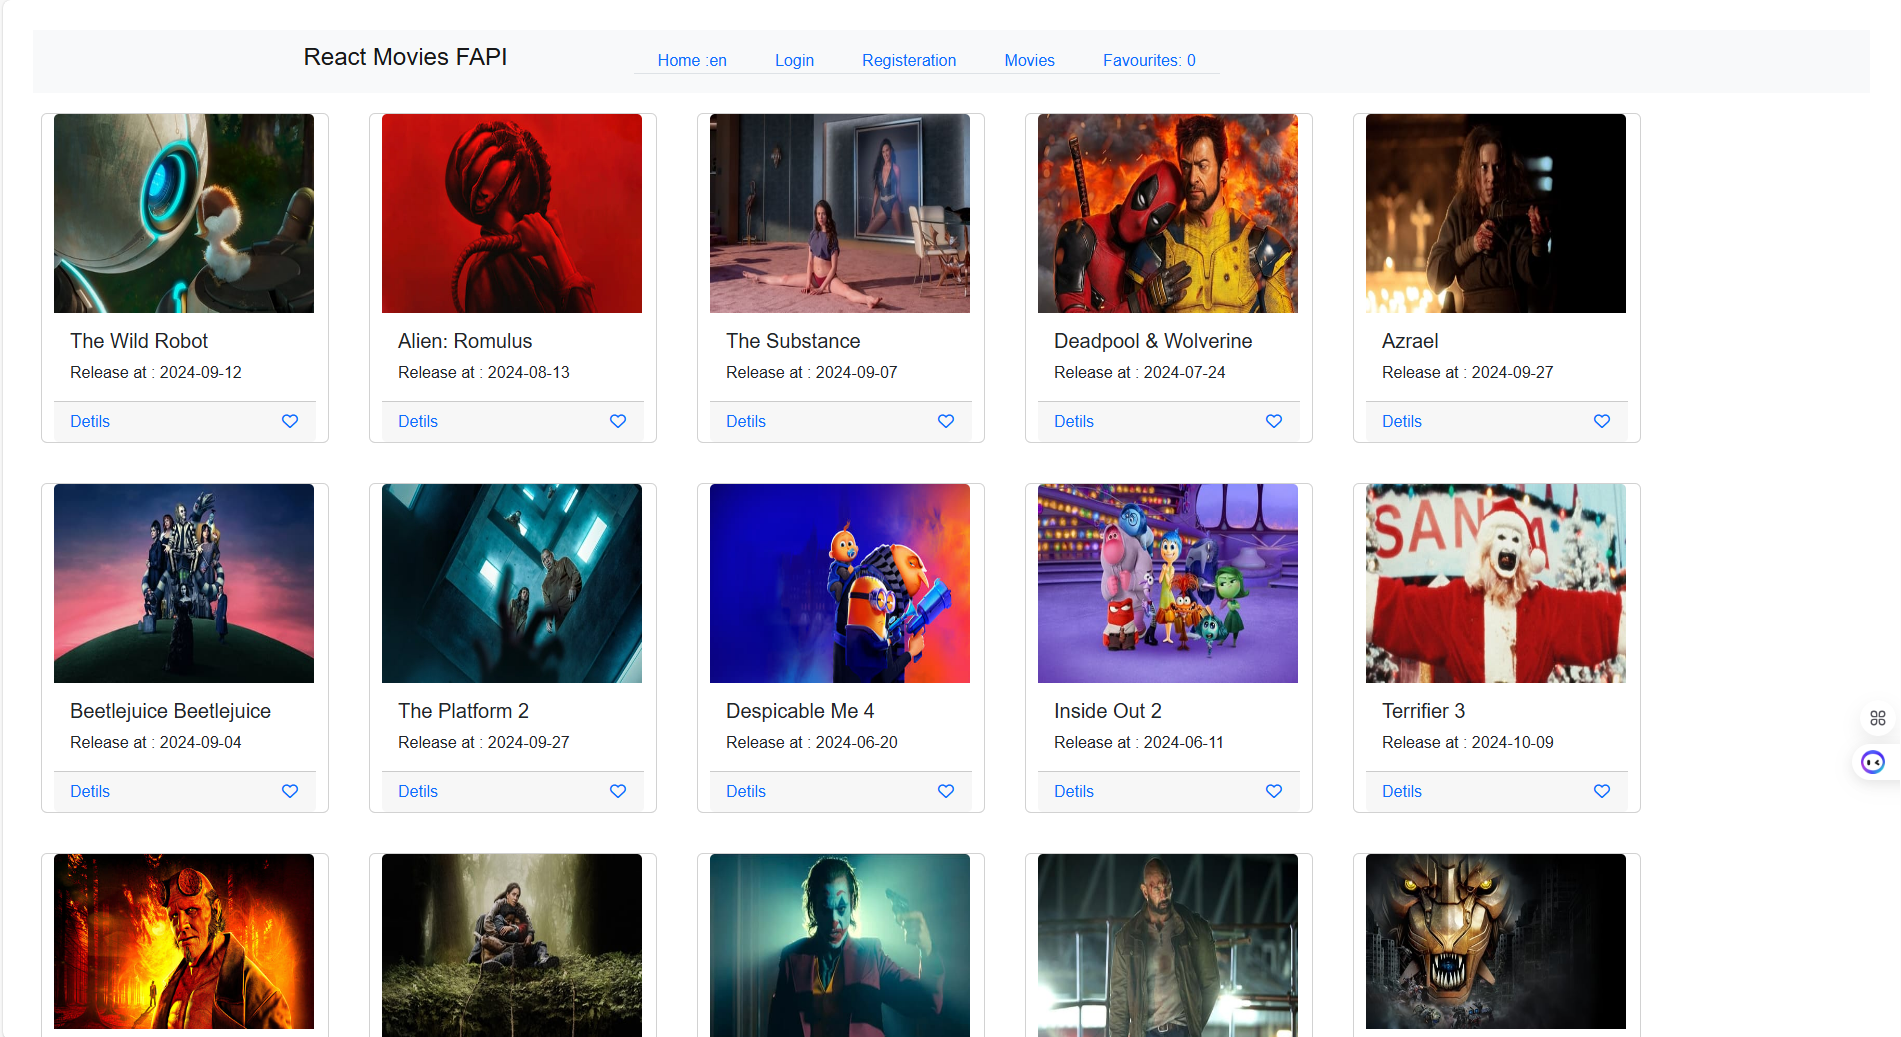 React Movies FAPI
Home :en Login Registeration Movies Favourites: 0
The Wild Robot
Release at : 2024-09-12
Detils
Alien: Romulus
Release at : 2024-08-13
Detils
The Substance
Release at : 2024-09-07
Detils
Deadpool & Wolverine
Release at : 2024-07-24
Detils
Azrael
Release at : 2024-09-27
Detils
SAN
Beetlejuice Beetlejuice
Release at : 2024-09-04
Detils
The Platform 2
Release at : 2024-09-27
Detils
Despicable Me 4
Release at : 2024-06-20
Detils
Inside Out 2
Release at : 2024-06-11
Detils
Terrifier 3
Release at : 2024-10-09
Detils